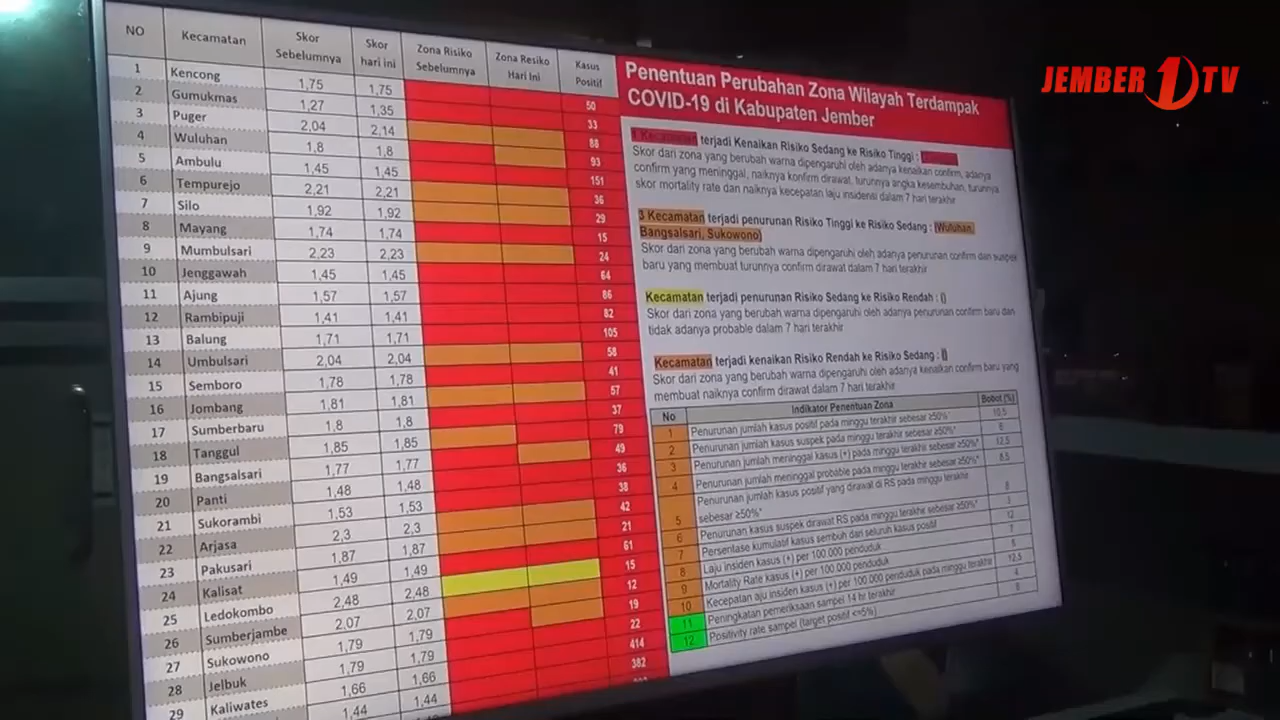 JEMBER 1 TV
NO Kecamatan Skor Sebelumnya Skor hari ini Zona Risiko Sebelumnya Zona Resiko Hari Ini Kasus Positif
1 Kencong 1,75 1,75 50
2 Gumukmas 1,27 1,35 33
3 Puger 2,04 2,14 88
4 Wuluhan 1,8 1,8 93
5 Ambulu 1,45 1,45 151
6 Tempurejo 2,21 2,21 36
7 Silo 1,92 1,92 29
8 Mayang 1,74 1,74 15
9 Mumbulsari 2,23 2,23 24
10 Jenggawah 1,45 1,45 64
11 Ajung 1,57 1,57 86
12 Rambipuji 1,41 1,41 82
13 Balung 1,71 1,71 105
14 Umbulsari 2,04 2,04 58
15 Semboro 1,78 1,78 41
16 Jombang 1,81 1,81 57
17 Sumberbaru 1,8 1,8 37
18 Tanggul 1,85 1,85 79
19 Bangsalsari 1,77 1,77 49
20 Panti 1,48 1,48 36
21 Sukorambi 1,53 1,53 38
22 Arjasa 2,3 2,3 42
23 Pakusari 1,87 1,87 21
24 Kalisat 1,49 1,49 61
25 Ledokombo 2,48 2,48 15
26 Sumberjambe 2,07 2,07 12
27 Sukowono 1,79 1,79 19
28 Jelbuk 1,79 1,79 22
29 Kaliwates 1,66 1,66 414
1,44 1,44 382
Penentuan Perubahan Zona Wilayah Terdampak
COVID-19 di Kabupaten Jember
Kecamatan terjadi Kenaikan Risiko Sedang ke Risiko Tinggi :
Skor dari zona yang berubah warna dipengaruhi oleh adanya kenaikan confirm, adanya
confirm yang meninggal, naiknya konfirm dirawat, turunnya angka kesembuhan, turunnya
skor mortality rate dan naiknya kecepatan laju insidensi dalam 7 hari terakhir
3 Kecamatan terjadi penurunan Risiko Tinggi ke Risiko Sedang : (Wuluhan,
Bangsalsari, Sukowono)
Skor dari zona yang berubah warna dipengaruhi oleh adanya penurunan confirm dan suspek
baru yang membuat turunnya confirm dirawat dalam 7 hari terakhir
Kecamatan terjadi penurunan Risiko Sedang ke Risiko Rendah : ()
Skor dari zona yang berubah warna dipengaruhi oleh adanya penurunan confirm baru dan
tidak adanya probable dalam 7 hari terakhir
Kecamatan terjadi kenaikan Risiko Rendah ke Risiko Sedang : ()
Skor dari zona yang berubah warna dipengaruhi oleh adanya kenaikan confirm baru yang
membuat naiknya confirm dirawat dalam 7 hari terakhir
No Indikator Penentuan Zona Bobot (%)
1 Penurunan jumlah kasus positif pada minggu terakhir sebesar ≥50% 10,5
2 Penurunan jumlah kasus suspek pada minggu terakhir sebesar ≥50%*
3 Penurunan jumlah meninggal kasus (+) pada minggu terakhir sebesar ≥50%* 12,5
4 Penurunan jumlah meninggal probable pada minggu terakhir sebesar ≥50%*
5 Penurunan jumlah kasus positif yang dirawat di RS pada minggu terakhir
sebesar ≥50%*
6 Penurunan kasus suspek dirawat RS pada minggu terakhir sebesar ≥50%*
7 Persentase kumulatif kasus sembuh dari seluruh kasus positif
8 Laju insiden kasus (+) per 100 000 penduduk
9 Mortality Rate kasus (+) per 100 000 penduduk
10 Kecepatan aju insiden kasus (+) per 100 000 penduduk pada minggu terakhir 12,5
11 Peningkatan pemeriksaan sampel 14 hr terakhir
12 Positivity rate sampel (target positif <=5%)